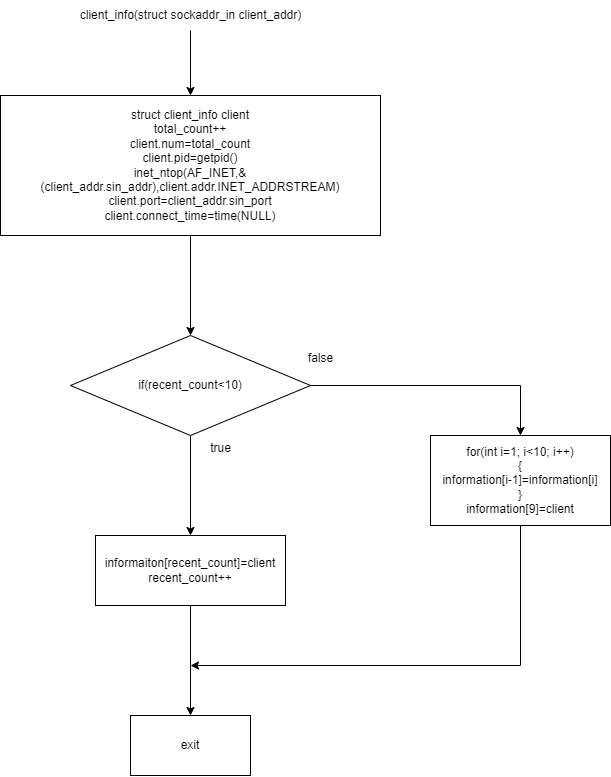 client_info(struct sockaddr_in client_addr)
struct client_info client
total_count++
client.num=total_count
client.pid=getpid()
inet_ntop(AF_INET,&
(client_addr.sin_addr),client.addr.INET_ADDRSTREAM)
client.port=client_addr.sin_port
client.connect_time=time(NULL)
if(recent_count<10)
false
true
for(int i=1; i<10; i++)
{
information[i-1]=information[i]
}
information[9]=client
informaiton[recent_count]=client
recent_count++
exit